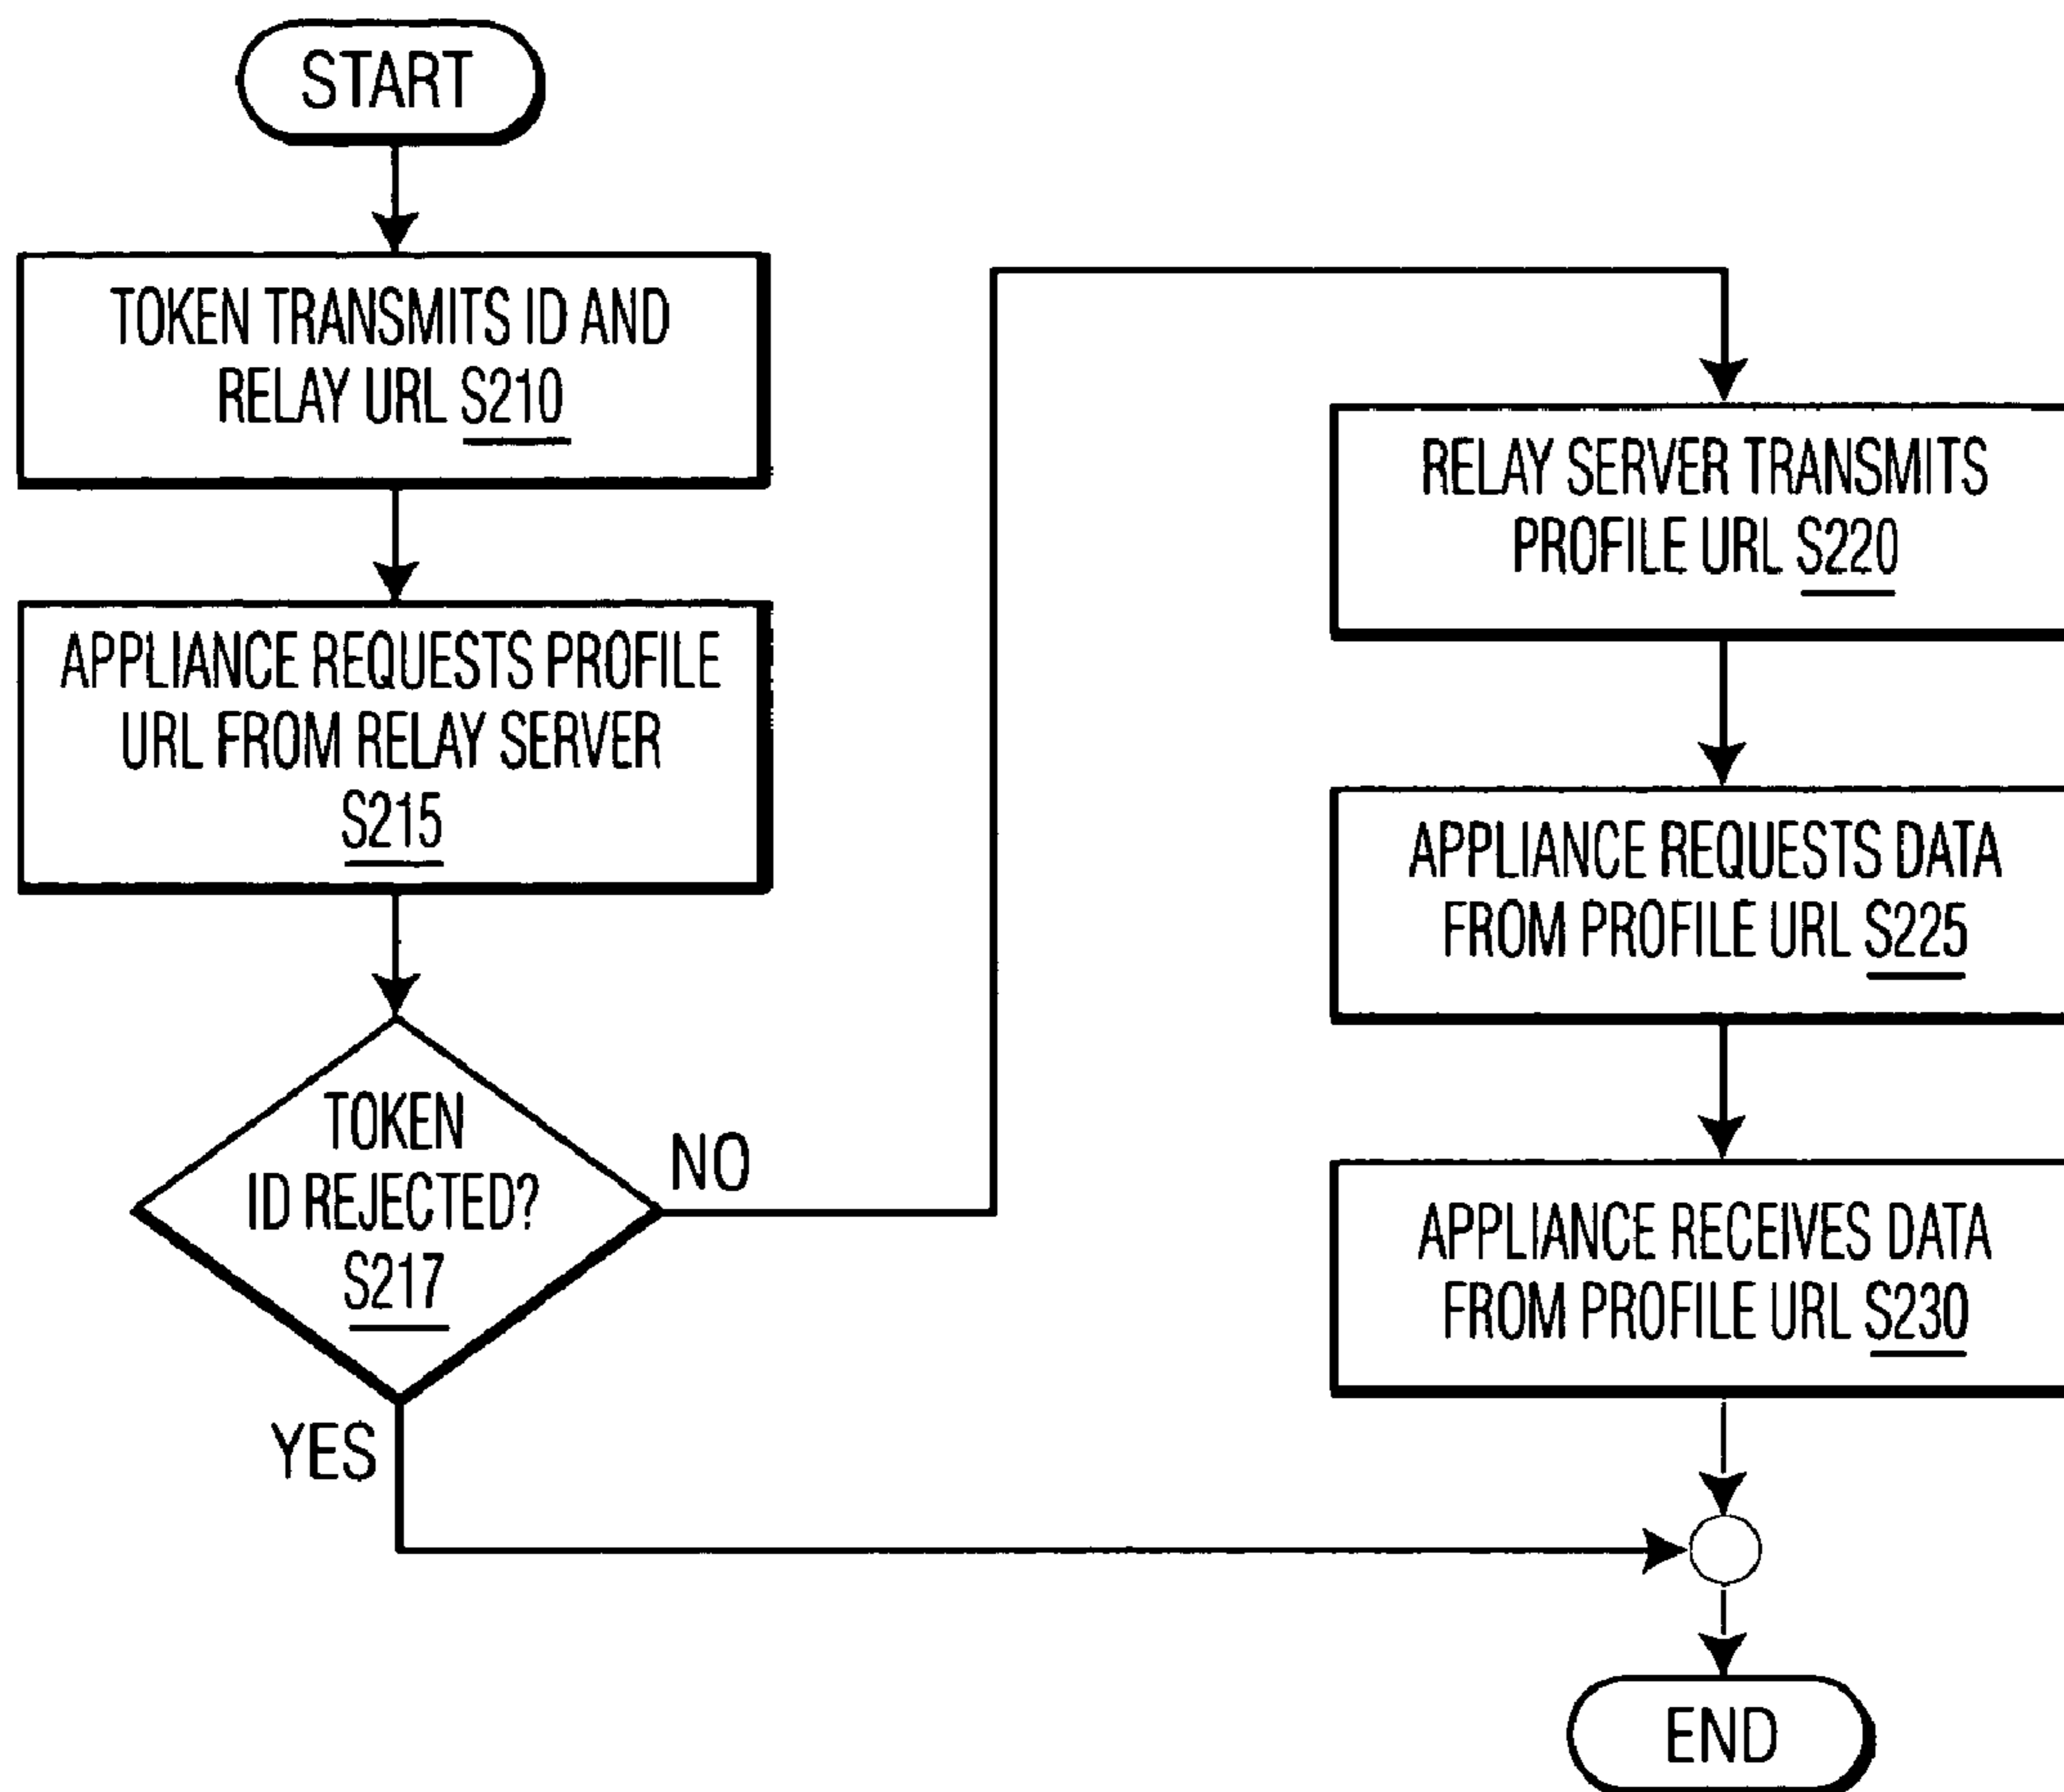 START
TOKEN TRANSMITS ID AND
RELAY URL S210
APPLIANCE REQUESTS PROFILE
URL FROM RELAY SERVER
S215
TOKEN
ID REJECTED?
S217
NO
YES
RELAY SERVER TRANSMITS
PROFILE URL S220
APPLIANCE REQUESTS DATA
FROM PROFILE URL S225
APPLIANCE RECEIVES DATA
FROM PROFILE URL S230
END